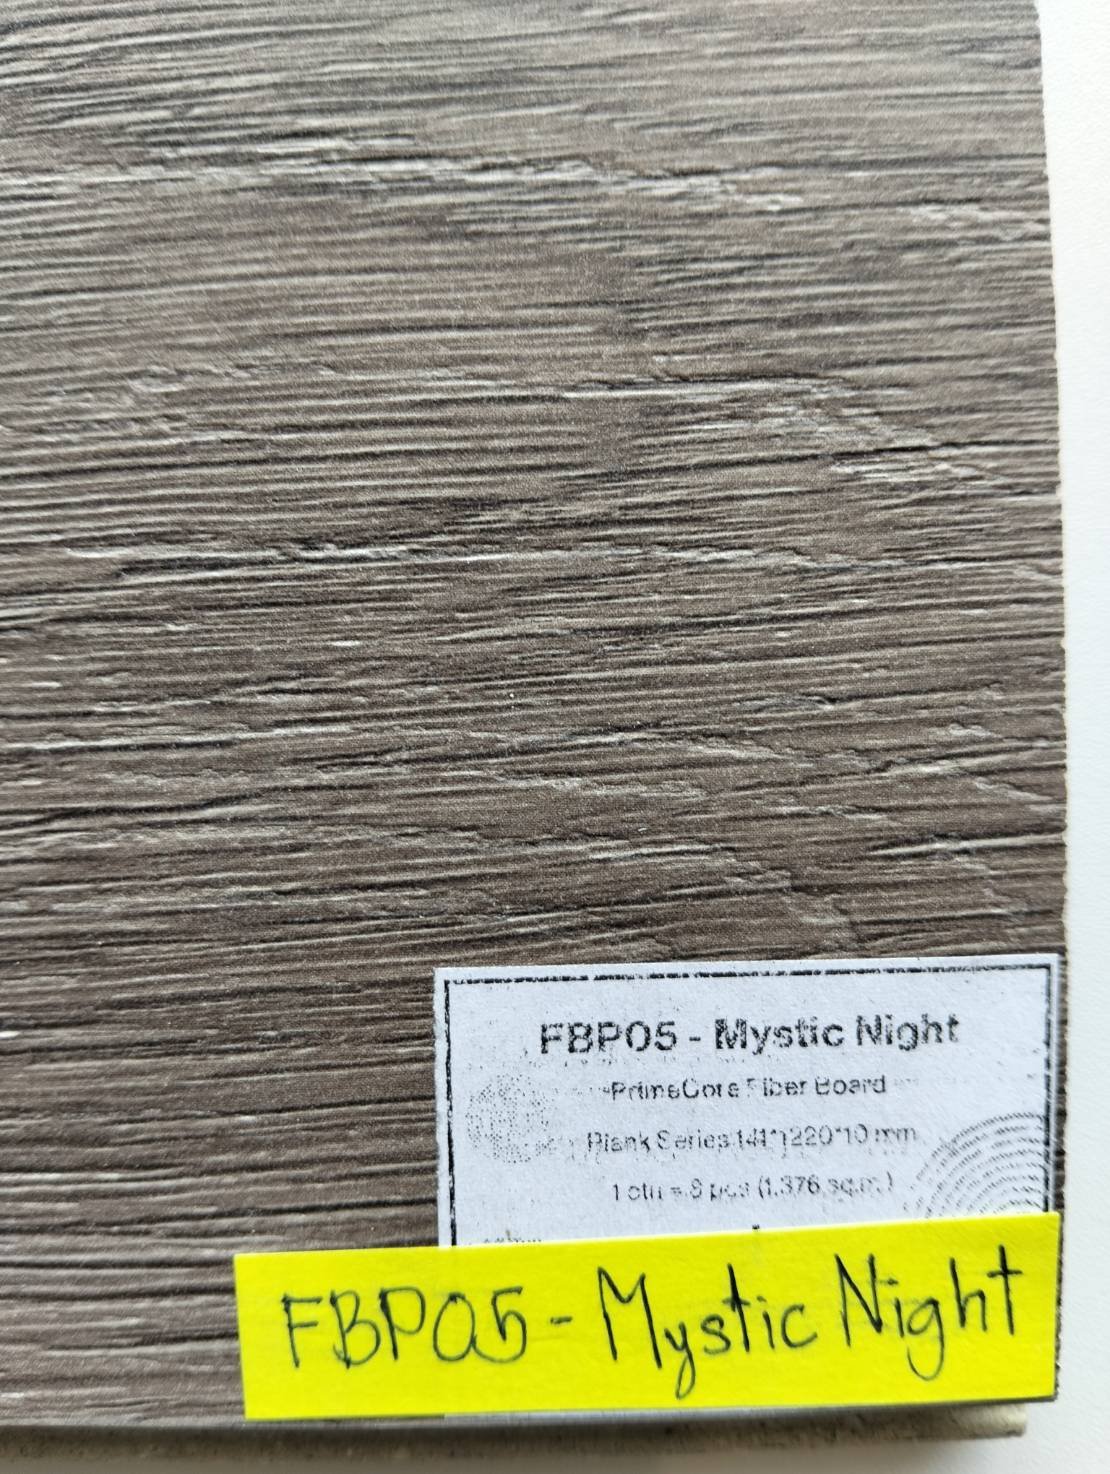 FBP05 - Mystic Night
PrimeCore Fiber Board
Plank Series 141*1220*10 mm
1 ctn = 8 pcs (1.376 sq.m.)
FBP05 - Mystic Night